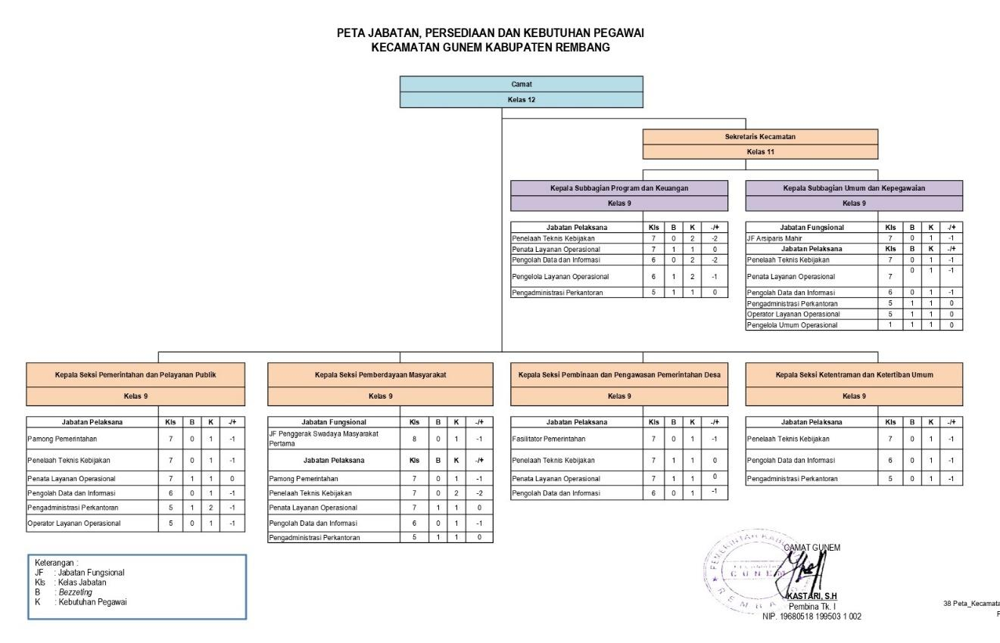 PETA JABATAN, PERSEDIAAN DAN KEBUTUHAN PEGAWAI
KECAMATAN GUNEM KABUPATEN REMBANG
Camat
Kelas 12
Sekretaris Kecamatan
Kelas 11
Kepala Subbagian Program dan Keuangan
Kelas 9
Jabatan Pelaksana Kls B K -/+
Penelaah Teknis Kebijakan 7 0 2 -2
Penata Layanan Operasional 7 1 1 0
Pengolah Data dan Informasi 6 0 2 -2
Pengelola Layanan Operasional 6 1 2 -1
Pengadministrasi Perkantoran 5 1 1 0
Kepala Subbagian Umum dan Kepegawaian
Kelas 9
Jabatan Fungsional Kls B K -/+
JF Arsiparis Mahir 7 0 1 -1
Jabatan Pelaksana Kls B K -/+
Penelaah Teknis Kebijakan 7 0 1 -1
Penata Layanan Operasional 7 0 1 -1
Pengolah Data dan Informasi 6 0 1 -1
Pengadministrasi Perkantoran 5 1 1 0
Operator Layanan Operasional 5 1 1 0
Pengelola Umum Operasional 1 1 1 0
Kepala Seksi Pemerintahan dan Pelayanan Publik
Kelas 9
Jabatan Pelaksana Kls B K -/+
Pamong Pemerintahan 7 0 1 -1
Penelaah Teknis Kebijakan 7 0 1 -1
Penata Layanan Operasional 7 1 1 0
Pengolah Data dan Informasi 6 0 1 -1
Pengadministrasi Perkantoran 5 1 2 -1
Operator Layanan Operasional 5 0 1 -1
Kepala Seksi Pemberdayaan Masyarakat
Kelas 9
Jabatan Fungsional Kls B K -/+
JF Penggerak Swadaya Masyarakat
Pertama 8 0 1 -1
Jabatan Pelaksana Kls B K -/+
Pamong Pemerintahan 7 0 1 -1
Penelaah Teknis Kebijakan 7 0 2 -2
Penata Layanan Operasional 7 1 1 0
Pengolah Data dan Informasi 6 0 1 -1
Pengadministrasi Perkantoran 5 1 1 0
Kepala Seksi Pembinaan dan Pengawasan Pemerintahan Desa
Kelas 9
Jabatan Pelaksana Kls B K -/+
Fasilitator Pemerintahan 7 0 1 -1
Penelaah Teknis Kebijakan 7 1 1 0
Penata Layanan Operasional 7 1 1 0
Pengolah Data dan Informasi 6 0 1 -1
Kepala Seksi Ketentraman dan Ketertiban Umum
Kelas 9
Jabatan Pelaksana Kls B K -/+
Penelaah Teknis Kebijakan 7 0 1 -1
Pengolah Data dan Informasi 6 0 1 -1
Pengadministrasi Perkantoran 5 0 1 -1
Keterangan :
JF : Jabatan Fungsional
Kls : Kelas Jabatan
B : Bezzeting
K : Kebutuhan Pegawai
CAMAT GUNEM
GUNEM
KASTARI, S.H
Pembina Tk. I
NIP. 19680518 199503 1 002
38 Peta_Kecamata